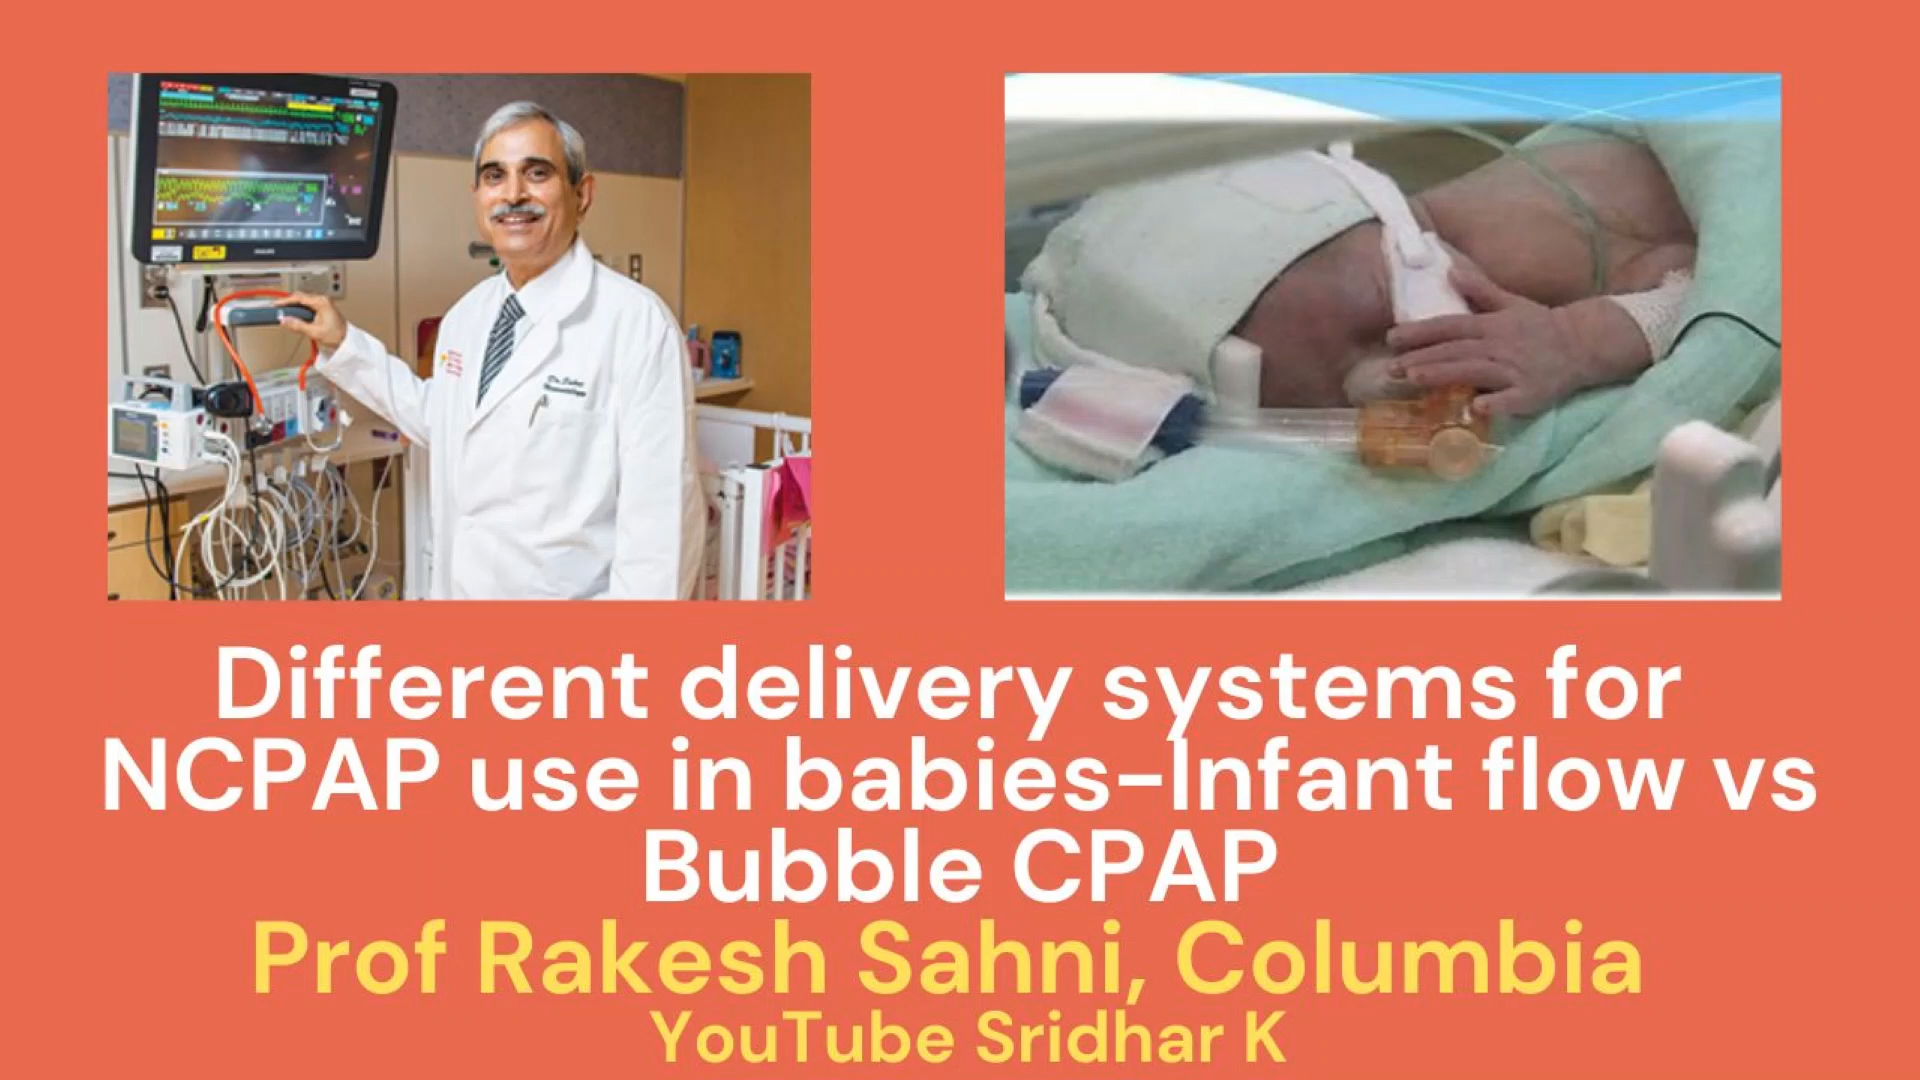 Different delivery systems for
NCPAP use in babies-Infant flow vs
Bubble CPAP
Prof Rakesh Sahni, Columbia
YouTube Sridhar K